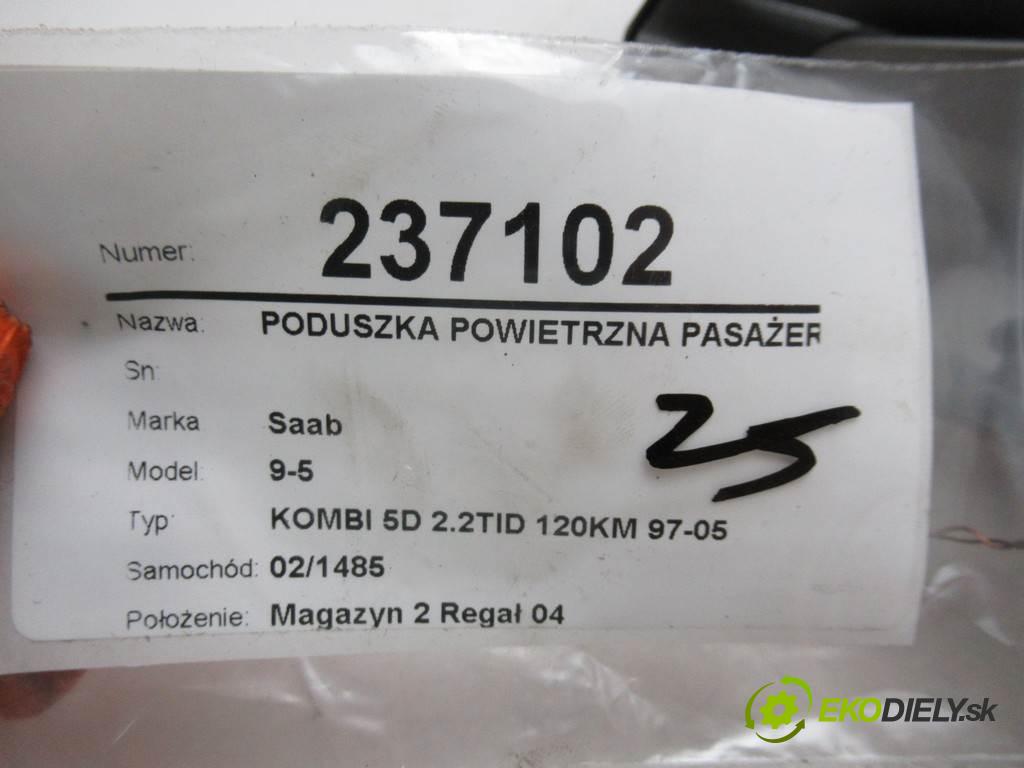 Numer: 237102
Nazwa: PODUSZKA POWIETRZNA PASAŻER
Sn:
Marka Saab
Model: 9-5
Typ: KOMBI 5D 2.2TID 120KM 97-05
Samochód: 02/1485
Położenie: Magazyn 2 Regał 04
25
EKODIELY.sk